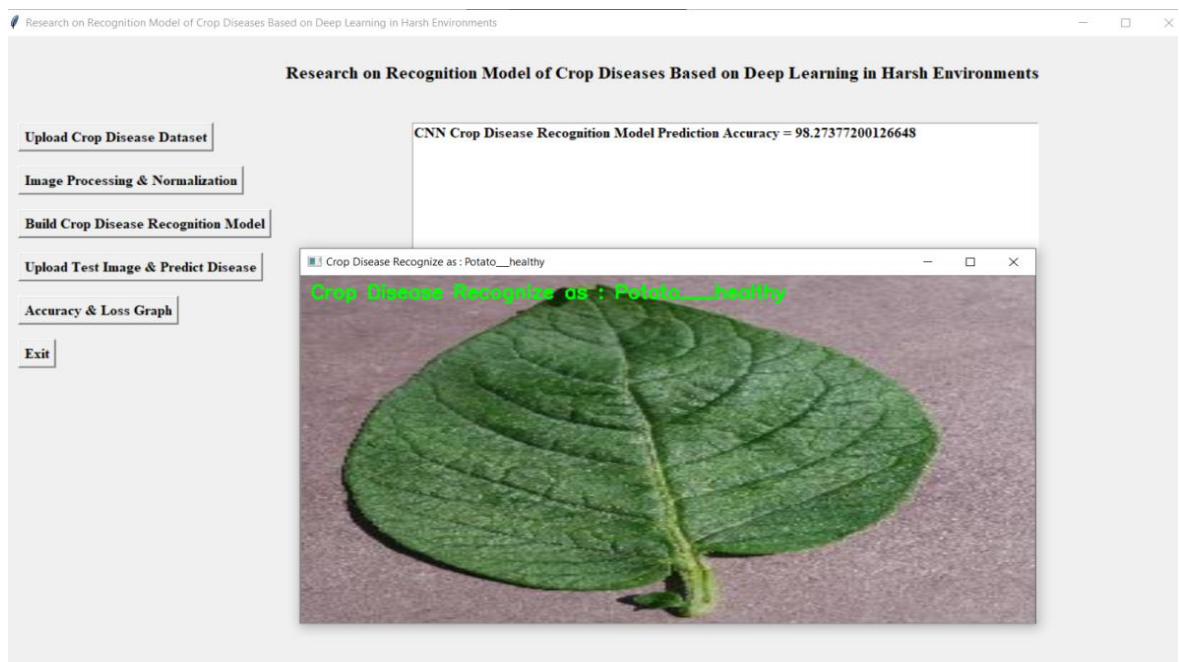 Research on Recognition Model of Crop Diseases Based on Deep Learning in Harsh Environments
Research on Recognition Model of Crop Diseases Based on Deep Learning in Harsh Environments
Upload Crop Disease Dataset
CNN Crop Disease Recognition Model Prediction Accuracy = 98.27377200126648
Image Processing & Normalization
Build Crop Disease Recognition Model
Upload Test Image & Predict Disease
Accuracy & Loss Graph
Exit
Crop Disease Recognize as : Potato___healthy
Crop Disease Recognize as : Potato___healthy